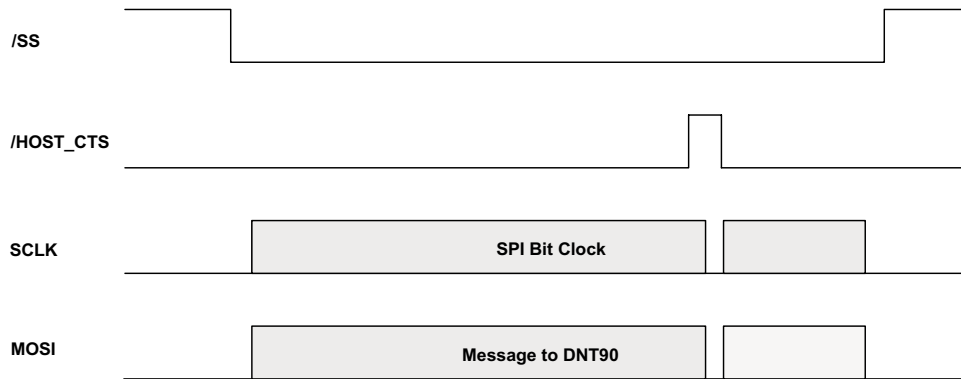 /SS
/HOST_CTS
SCLK
SPI Bit Clock
MOSI
Message to DNT90